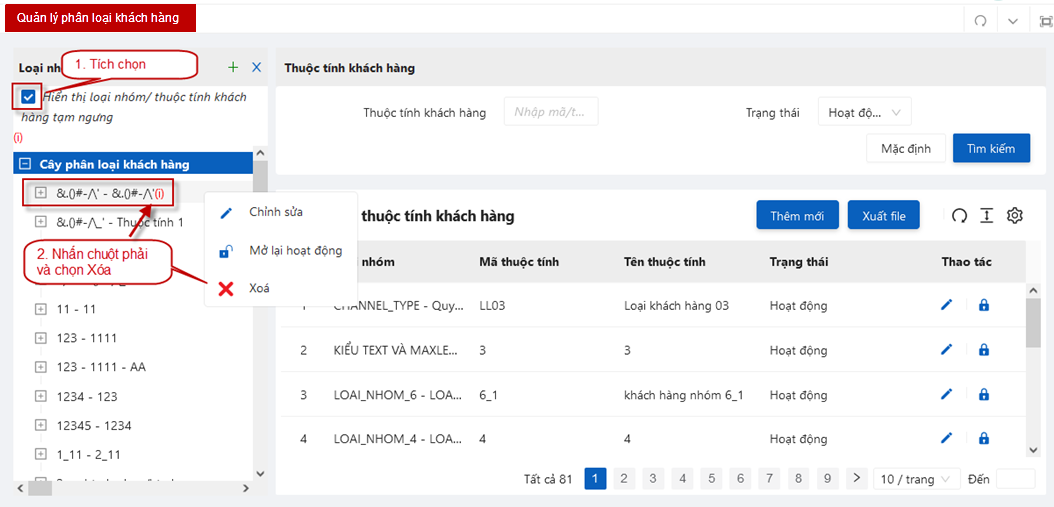 Quản lý phân loại khách hàng
Loại nh
1. Tích chọn
Hiển thị loại nhóm/ thuộc tính khách
hàng tạm ngưng
(i)
Cây phân loại khách hàng
&.()#-/\' - &.()#-/\'(i)
&.()#-/\_' - Thuộc tính 1
2. Nhấn chuột phải
và chọn Xóa
11 - 11
123 - 1111
123 - 1111 - AA
1234 - 123
12345 - 1234
1_11 - 2_11
Chỉnh sửa
Mở lại hoạt động
Xoá
Thuộc tính khách hàng
Thuộc tính khách hàng Nhập mã/t... Trạng thái Hoạt độ...
Mặc định Tìm kiếm
thuộc tính khách hàng Thêm mới Xuất file
nhóm Mã thuộc tính Tên thuộc tính Trạng thái Thao tác
1 CHANNEL_TYPE - Quy... LL03 Loại khách hàng 03 Hoạt động
2 KIỂU TEXT VÀ MAXLE... 3 3 Hoạt động
3 LOAI_NHOM_6 - LOA... 6_1 khách hàng nhóm 6_1 Hoạt động
4 LOAI_NHOM_4 - LOA... 4 4 Hoạt động
Tất cả 81 1 2 3 4 5 6 7 8 9 10 / trang Đến